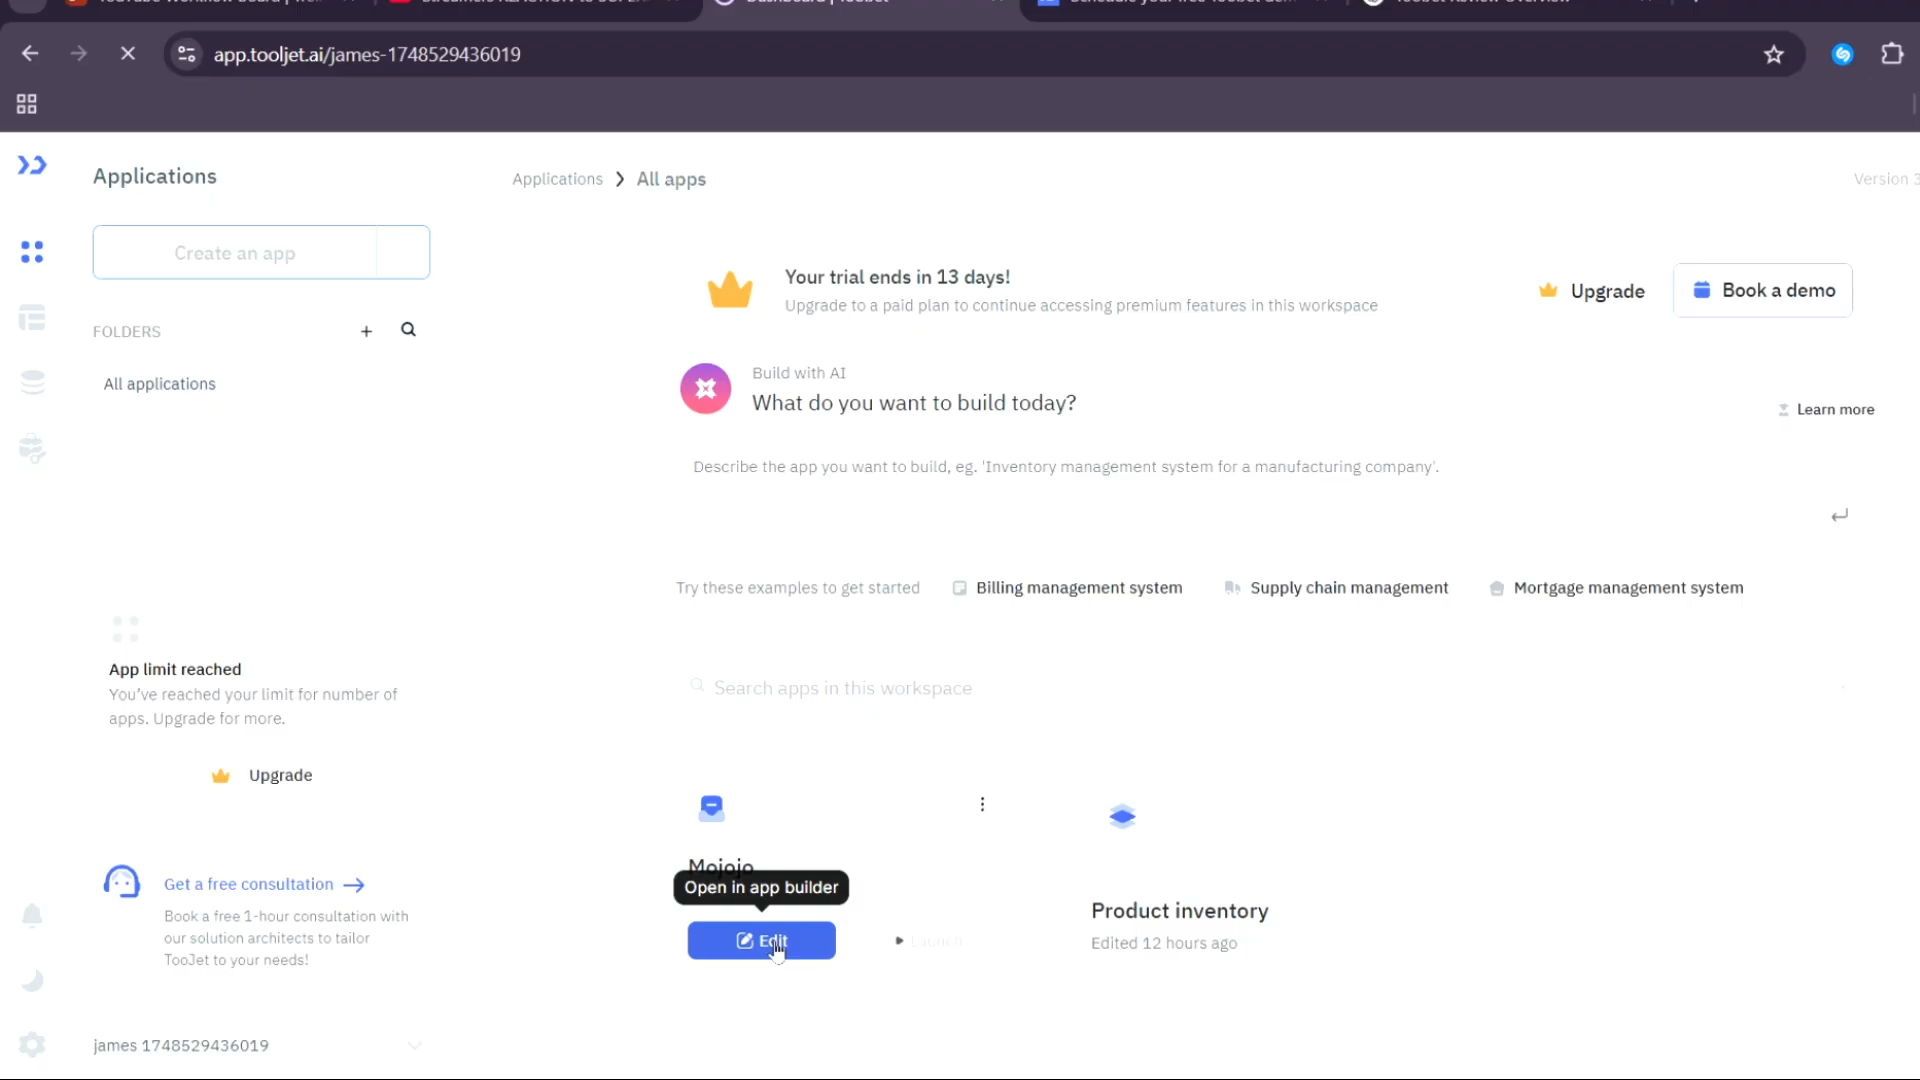 app.tooljet.ai/james-1748529436019
Applications
Applications
All apps
Version 3
Create an app
Your trial ends in 13 days!
Upgrade to a paid plan to continue accessing premium features in this workspace
Upgrade
Book a demo
FOLDERS
+
All applications
Build with AI
What do you want to build today?
Learn more
Describe the app you want to build, eg. 'Inventory management system for a manufacturing company'.
Try these examples to get started
Billing management system
Supply chain management
Mortgage management system
App limit reached
You've reached your limit for number of
apps. Upgrade for more.
Upgrade
Search apps in this workspace
Mojojo
Open in app builder
Edit
Launch
Product inventory
Edited 12 hours ago
Get a free consultation
Book a free 1-hour consultation with
our solution architects to tailor
TooJet to your needs!
james 1748529436019